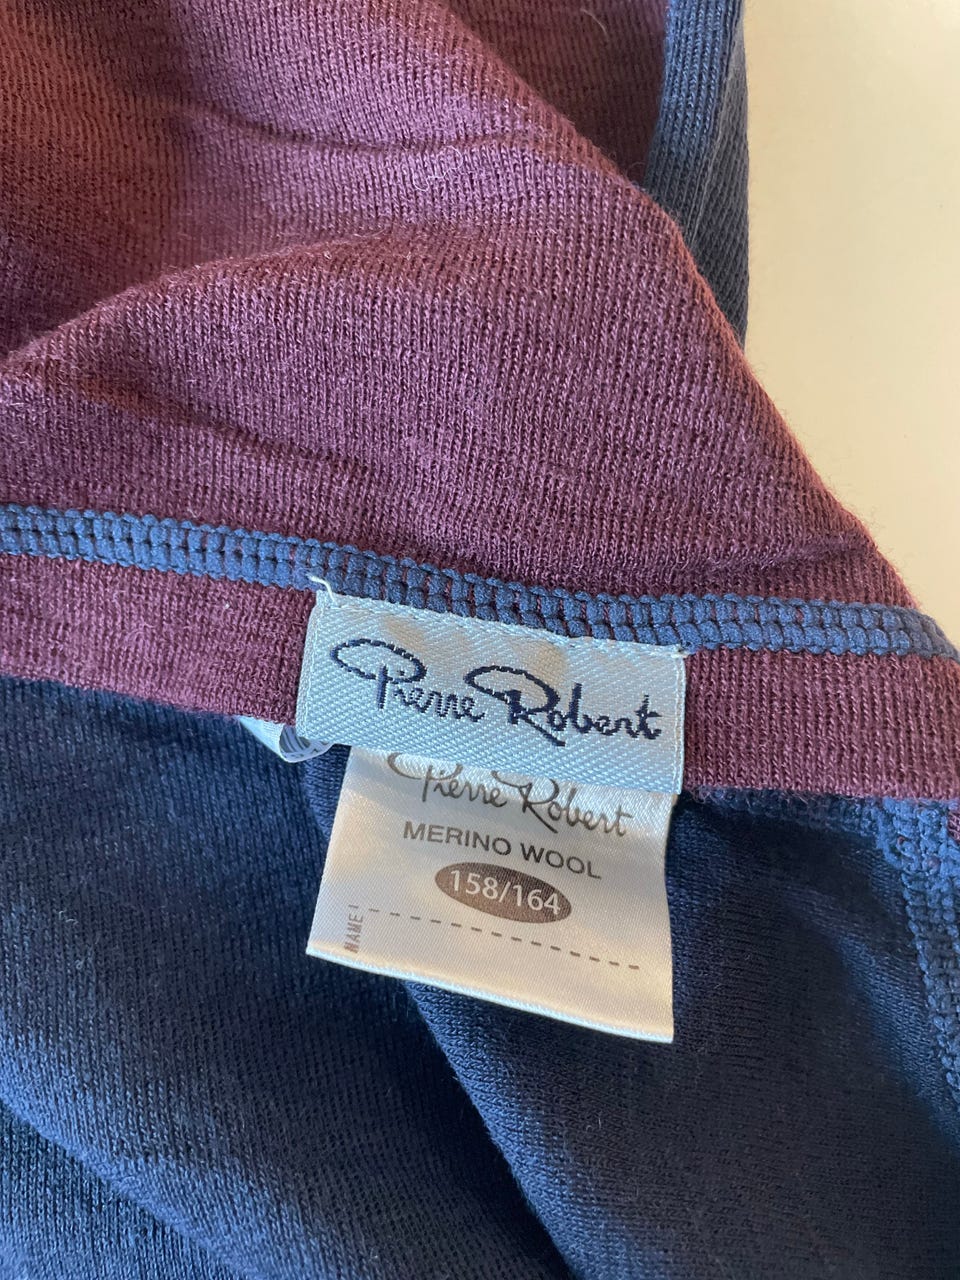 Pierre Robert
Pierre Robert
MERINO WOOL
158/164
NAME